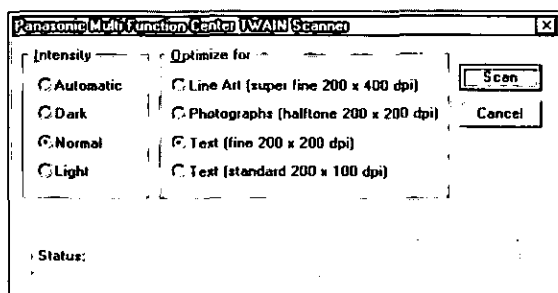 Panasonic Multi Function Center TWAIN Scanner
Intensity
Automatic
Dark
Normal
Light
Optimize for
Line Art (super fine 200 x 400 dpi)
Photographs (halftone 200 x 200 dpi)
Text (fine 200 x 200 dpi)
Text (standard 200 x 100 dpi)
Scan
Cancel
Status: